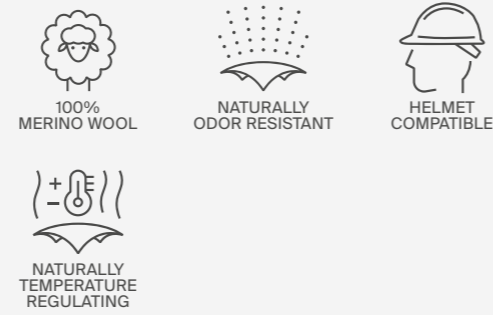 100%
MERINO WOOL
NATURALLY
ODOR RESISTANT
HELMET
COMPATIBLE
NATURALLY
TEMPERATURE
REGULATING